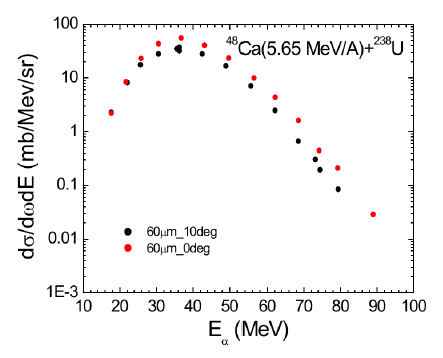 ⁴⁸Ca(5.65 MeV/A)+²³⁸U
dσ/dωdE (mb/Mev/sr)
100
10
1
0.1
0.01
1E-3
60μm_10deg
60μm_0deg
10 20 30 40 50 60 70 80 90 100
Eα (MeV)